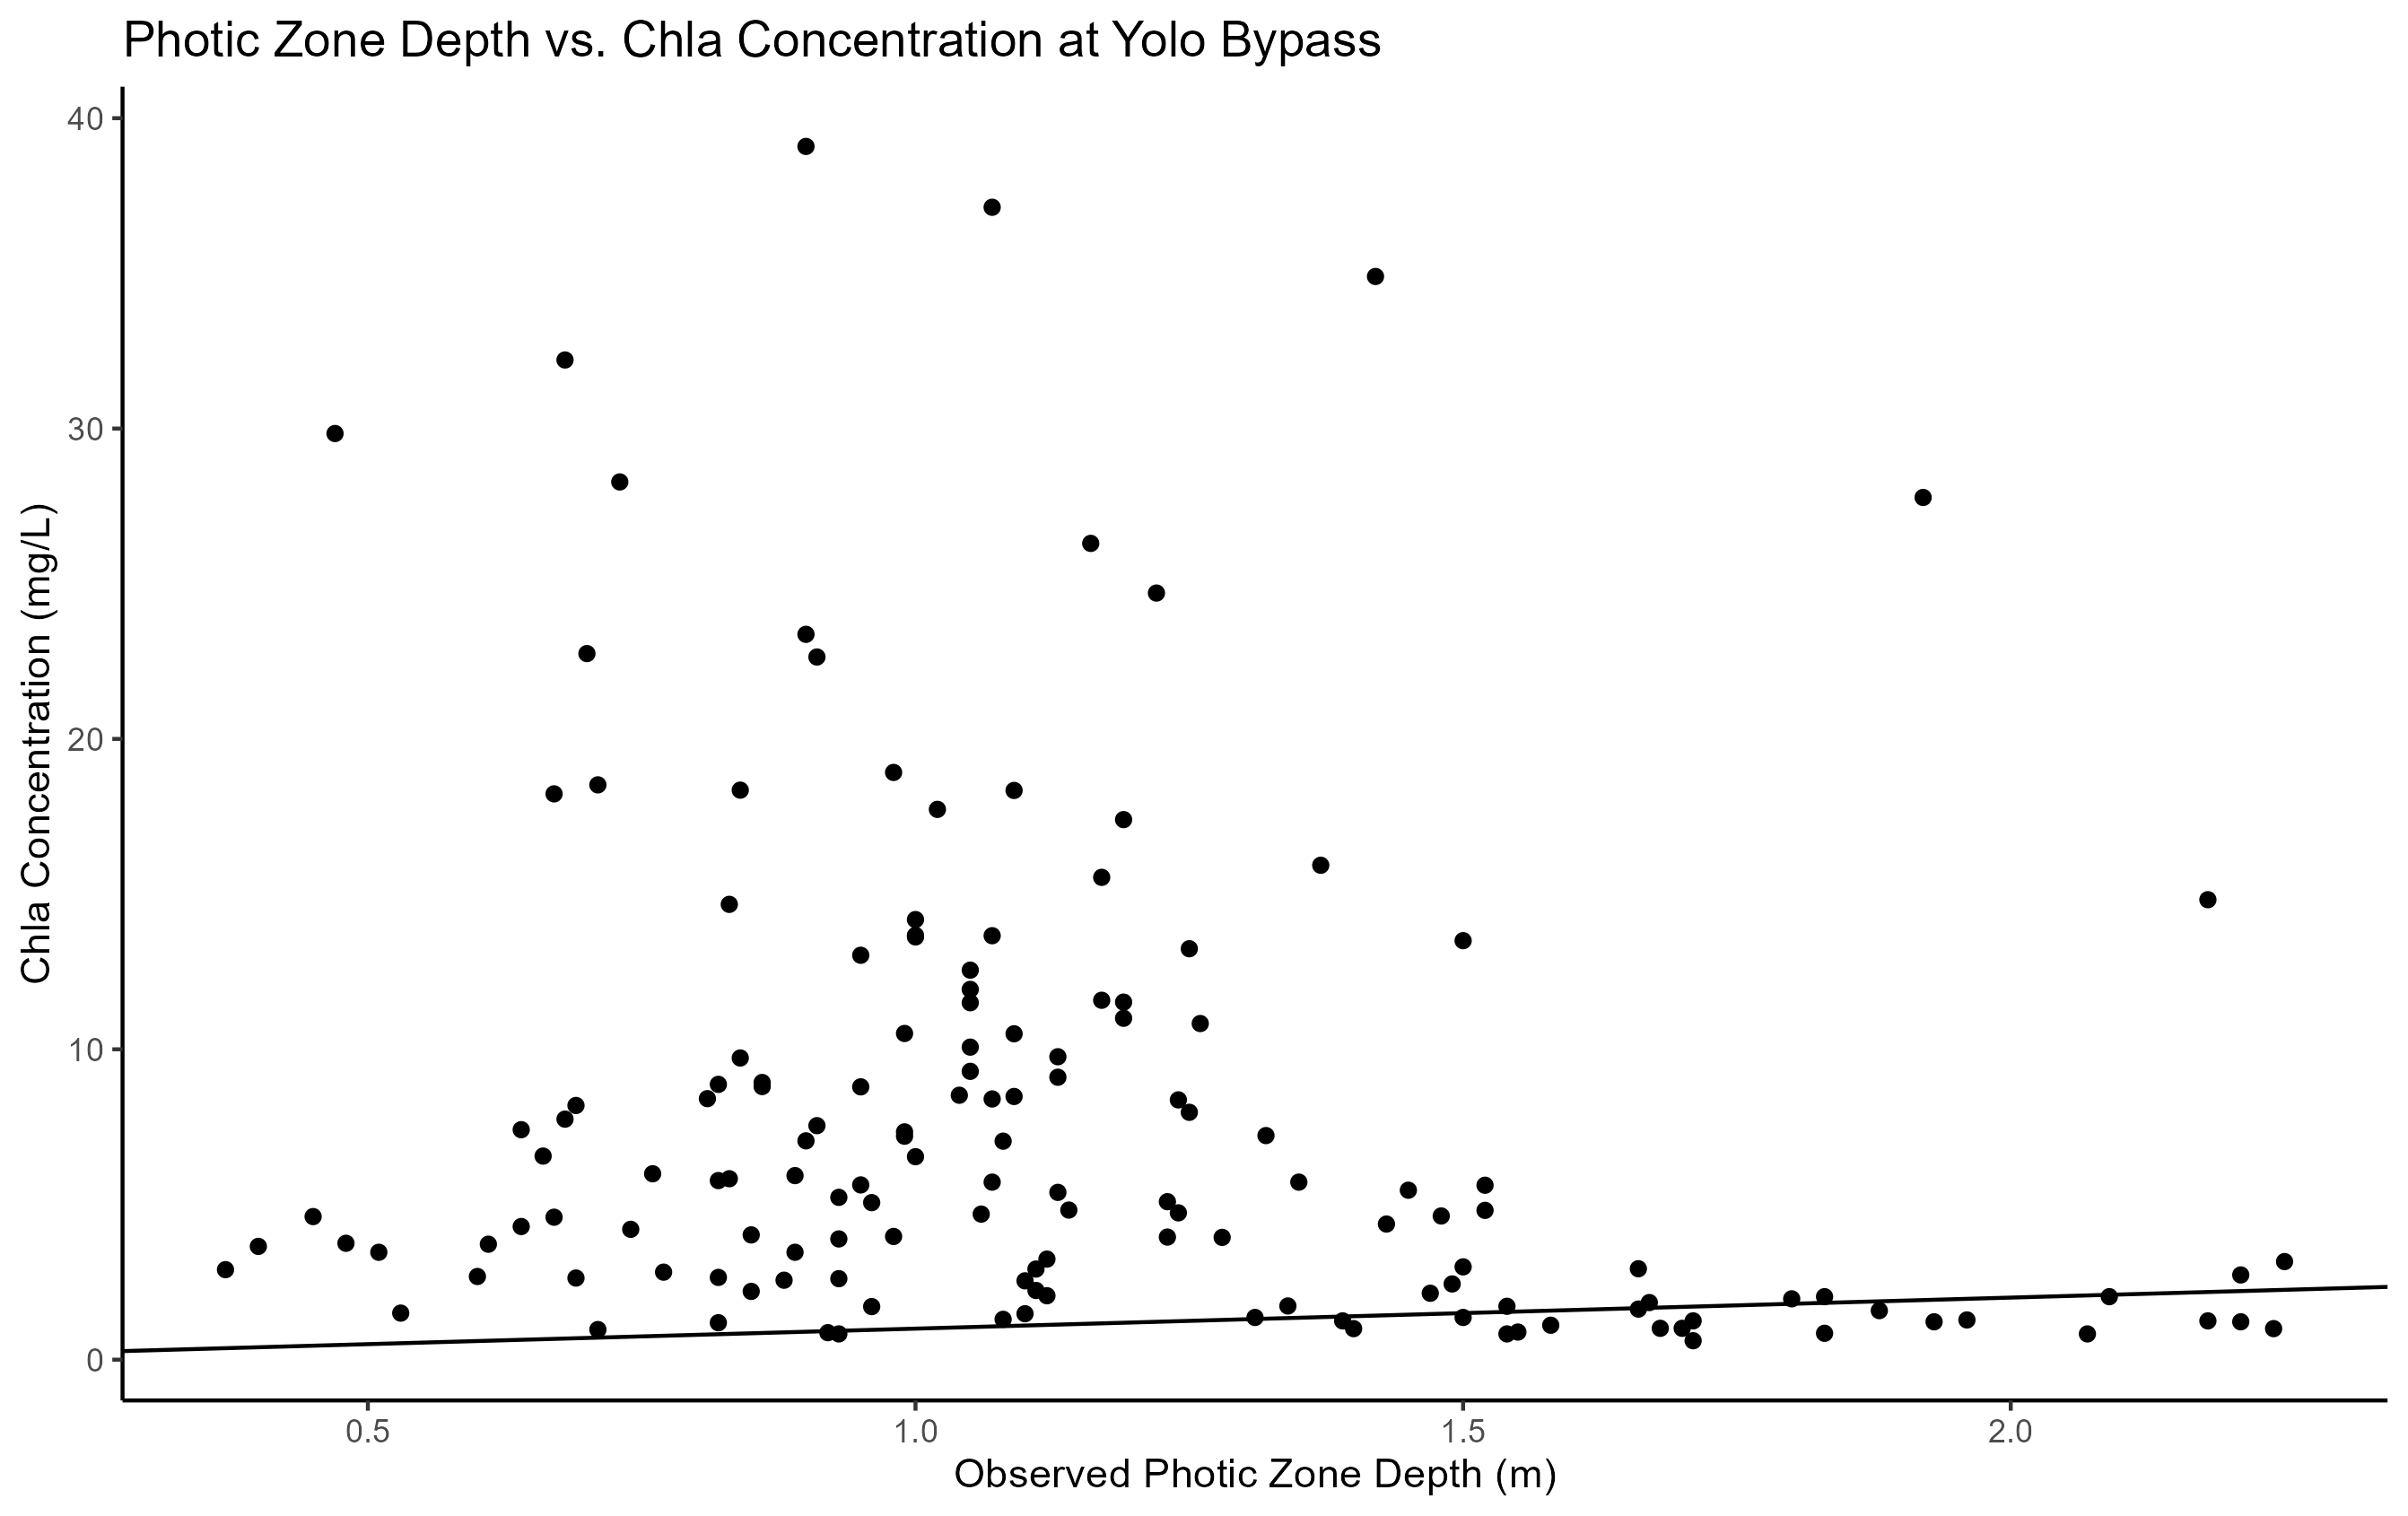 Photic Zone Depth vs. Chla Concentration at Yolo Bypass
Chla Concentration (mg/L)
40
30
20
10
0
0.5 1.0 1.5 2.0
Observed Photic Zone Depth (m)